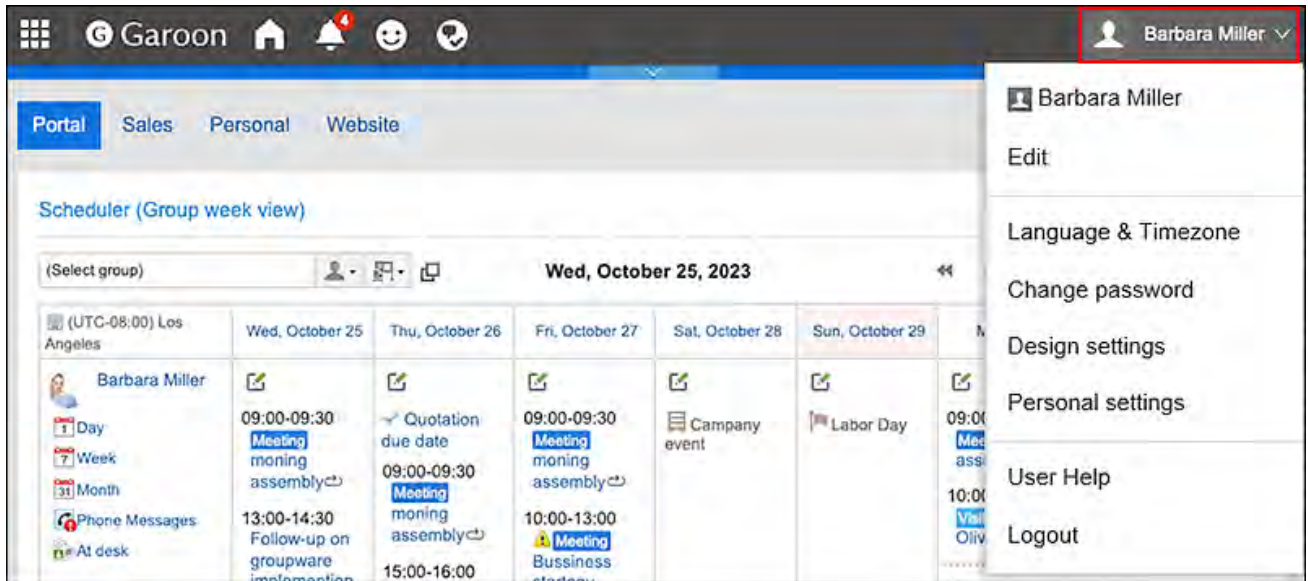 Garoon 4 Barbara Miller
Portal Sales Personal Website
Scheduler (Group week view)
(Select group) Wed, October 25, 2023
(UTC-08:00) Los
Angeles
Wed, October 25 Thu, October 26 Fri, October 27 Sat, October 28 Sun, October 29
Barbara Miller
Day
Week
Month
Phone Messages
At desk
09:00-09:30
Meeting
moning
assembly
13:00-14:30
Follow-up on
groupware
implemention
Quotation
due date
09:00-09:30
Meeting
moning
assembly
15:00-16:00
09:00-09:30
Meeting
moning
assembly
10:00-13:00
Meeting
Bussiness
Campany
event
Labor Day
Barbara Miller
Edit
Language & Timezone
Change password
Design settings
Personal settings
User Help
Logout